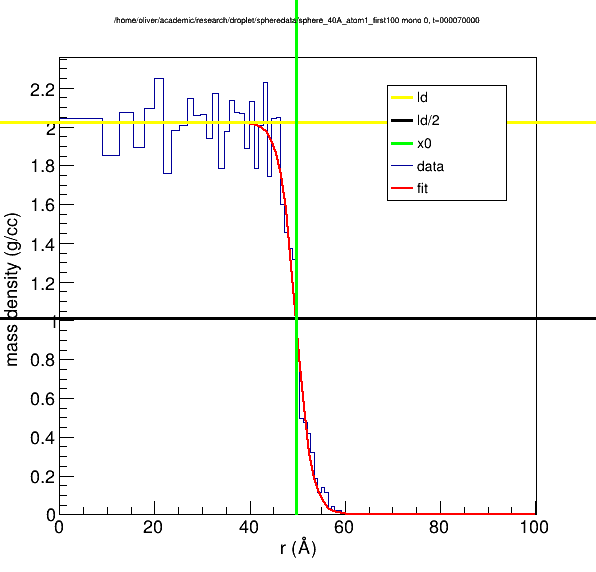 /home/oliver/academic/research/droplet/spheredata/sphere_40A_atom1_first100 mono 0, t=000070000
mass density (g/cc)
2.2
2
1.8
1.6
1.4
1.2
1
0.8
0.6
0.4
0.2
0
0 20 40 60 80 100
r (Å)
ld
ld/2
x0
data
fit